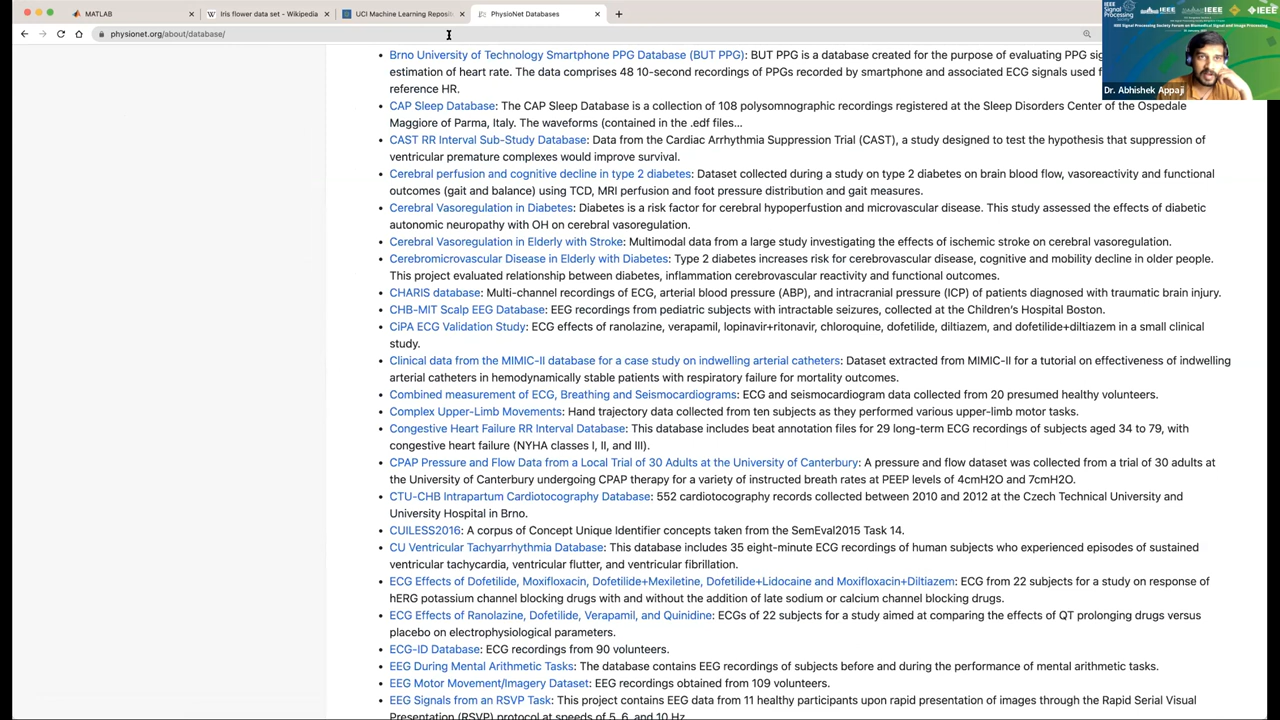 MATLAB
Iris flower data set - Wikipedia
UCI Machine Learning Reposit
PhysioNet Databases
physionet.org/about/database/
IEEE
Signal Processing
IEEE
IEEE
Dr. Abhishek Appaji
Brno University of Technology Smartphone PPG Database (BUT PPG): BUT PPG is a database created for the purpose of evaluating PPG sig
estimation of heart rate. The data comprises 48 10-second recordings of PPGs recorded by smartphone and associated ECG signals used f
reference HR.
CAP Sleep Database: The CAP Sleep Database is a collection of 108 polysomnographic recordings registered at the Sleep Disorders Center of the Ospedale
Maggiore of Parma, Italy. The waveforms (contained in the .edf files...
CAST RR Interval Sub-Study Database: Data from the Cardiac Arrhythmia Suppression Trial (CAST), a study designed to test the hypothesis that suppression of
ventricular premature complexes would improve survival.
Cerebral perfusion and cognitive decline in type 2 diabetes: Dataset collected during a study on type 2 diabetes on brain blood flow, vasoreactivity and functional
outcomes (gait and balance) using TCD, MRI perfusion and foot pressure distribution and gait measures.
Cerebral Vasoregulation in Diabetes: Diabetes is a risk factor for cerebral hypoperfustion and microvascular disease. This study assessed the effects of diabetic
autonomic neuropathy with OH on cerebral vasoregulation.
Cerebral Vasoregulation in Elderly with Stroke: Multimodal data from a large study investigating the effects of ischemic stroke on cerebral vasoregulation.
Cerebromicrovascular Disease in Elderly with Diabetes: Type 2 diabetes increases risk for cerebrovascular disease, cognitive and mobility decline in older people.
This project evaluated relationship between diabetes, inflammation cerebrovascular reactivity and functional outcomes.
CHARIS database: Multi-channel recordings of ECG, arterial blood pressure (ABP), and intracranial pressure (ICP) of patients diagnosed with traumatic brain injury.
CHB-MIT Scalp EEG Database: EEG recordings from pediatric subjects with intractable seizures, collected at the Children's Hospital Boston.
CiPA ECG Validation Study: ECG effects of ranolazine, verapamil, lopinavir+ritonavir, chloroquine, dofetilide, diltiazem, and dofetilide+diltiazem in a small clinical
study.
Clinical data from the MIMIC-II database for a case study on indwelling arterial catheters: Dataset extracted from MIMIC-II for a tutorial on effectiveness of indwelling
arterial catheters in hemodynamically stable patients with respiratory failure for mortality outcomes.
Combined measurement of ECG, Breathing and Seismocardiograms: ECG and seismocardiogram data collected from 20 presumed healthy volunteers.
Complex Upper-Limb Movements: Hand trajectory data collected from ten subjects as they performed various upper-limb motor tasks.
Congestive Heart Failure RR Interval Database: This database includes beat annotation files for 29 long-term ECG recordings of subjects aged 34 to 79, with
congestive heart failure (NYHA classes I, II, and III).
CPAP Pressure and Flow Data from a Local Trial of 30 Adults at the University of Canterbury: A pressure and flow dataset was collected from a trial of 30 adults at
the University of Canterbury undergoing CPAP therapy for a variety of instructed breath rates at PEEP levels of 4cmH2O and 7cmH2O.
CTU-CHB Intrapartum Cardiotocography Database: 552 cardiotocography records collected between 2010 and 2012 at the Czech Technical University and
University Hospital in Brno.
CUILESS2016: A corpus of Concept Unique Identifier concepts taken from the SemEval2015 Task 14.
CU Ventricular Tachyarrhythmia Database: This database includes 35 eight-minute ECG recordings of human subjects who experienced episodes of sustained
ventricular tachycardia, ventricular flutter, and ventricular fibrillation.
ECG Effects of Dofetilide, Moxifloxacin, Dofetilide+Mexiletine, Dofetilide+Lidocaine and Moxifloxacin+Diltiazem: ECG from 22 subjects for a study on response of
hERG potassium channel blocking drugs with and without the addition of late sodium or calcium channel blocking drugs.
ECG Effects of Ranolazine, Dofetilide, Verapamil, and Quinidine: ECGs of 22 subjects for a study aimed at comparing the effects of QT prolonging drugs versus
placebo on electrophysiological parameters.
ECG-ID Database: ECG recordings from 90 volunteers.
EEG During Mental Arithmetic Tasks: The database contains EEG recordings of subjects before and during the performance of mental arithmetic tasks.
EEG Motor Movement/Imagery Dataset: EEG recordings obtained from 109 volunteers.
EEG Signals from an RSVP Task: This project contains EEG data from 11 healthy participants upon rapid presentation of images through the Rapid Serial Visual
Presentation (RSVP) protocol at speeds of 5, 6, and 10 Hz.